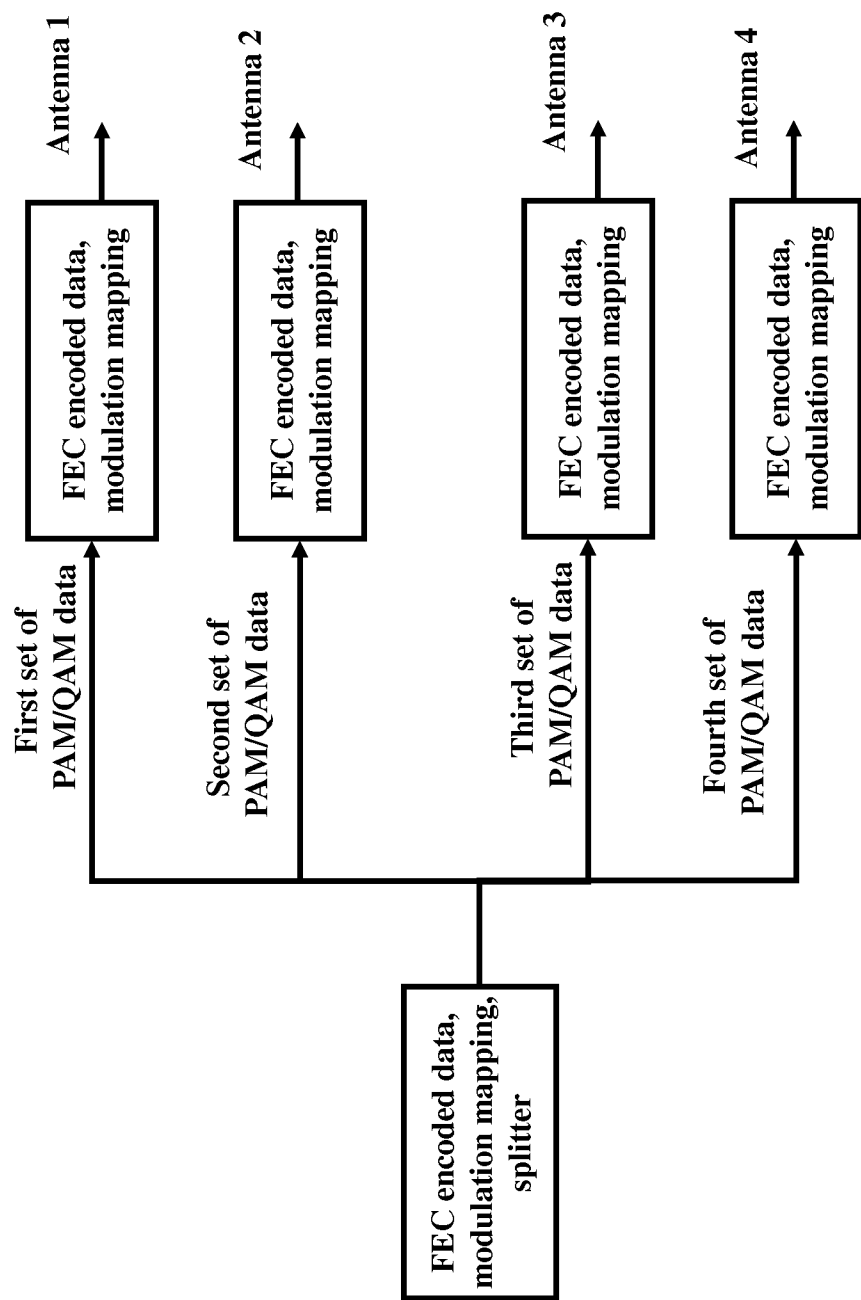 FEC encoded data,
modulation mapping,
splitter
First set of
PAM/QAM data
FEC encoded data,
modulation mapping
Antenna 1
Second set of
PAM/QAM data
FEC encoded data,
modulation mapping
Antenna 2
Third set of
PAM/QAM data
FEC encoded data,
modulation mapping
Antenna 3
Fourth set of
PAM/QAM data
FEC encoded data,
modulation mapping
Antenna 4